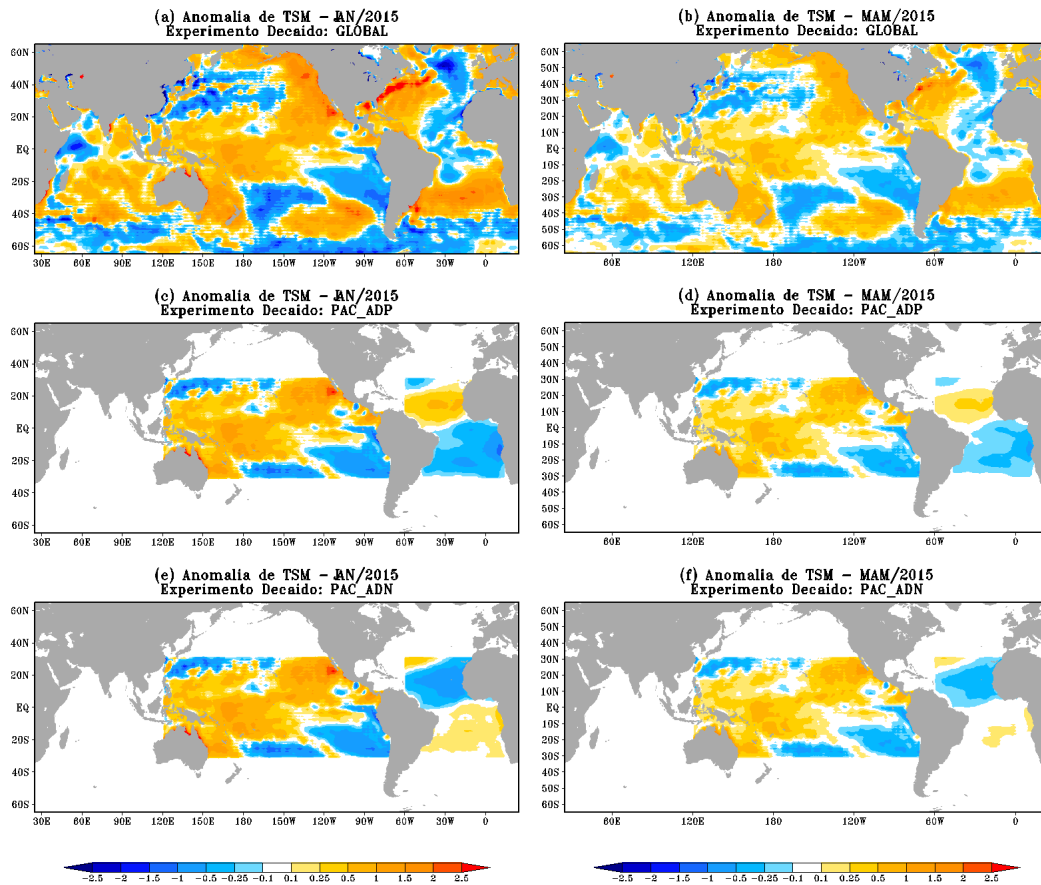 (a) Anomalia de TSM – JAN/2015
Experimento Decaido: GLOBAL
60N
40N
20N
EQ
20S
40S
60S
30E 60E 90E 120E 150E 180 150W 120W 90W 60W 30W 0
(b) Anomalia de TSM – MAM/2015
Experimento Decaido: GLOBAL
60N
50N
40N
30N
20N
10N
EQ
10S
20S
30S
40S
50S
60S
60E 120E 180 120W 60W 0
(c) Anomalia de TSM – JAN/2015
Experimento Decaido: PAC_ADP
60N
40N
20N
EQ
20S
40S
60S
30E 60E 90E 120E 150E 180 150W 120W 90W 60W 30W 0
(d) Anomalia de TSM – MAM/2015
Experimento Decaido: PAC_ADP
60N
50N
40N
30N
20N
10N
EQ
10S
20S
30S
40S
50S
60S
60E 120E 180 120W 60W 0
(e) Anomalia de TSM – JAN/2015
Experimento Decaido: PAC_ADN
60N
40N
20N
EQ
20S
40S
60S
30E 60E 90E 120E 150E 180 150W 120W 90W 60W 30W 0
(f) Anomalia de TSM – MAM/2015
Experimento Decaido: PAC_ADN
60N
50N
40N
30N
20N
10N
EQ
10S
20S
30S
40S
50S
60S
60E 120E 180 120W 60W 0
-2.5 -2 -1.5 -1 -0.5 -0.25 -0.1 0.1 0.25 0.5 1 1.5 2 2.5
-2.5 -2 -1.5 -1 -0.5 -0.25 -0.1 0.1 0.25 0.5 1 1.5 2 2.5